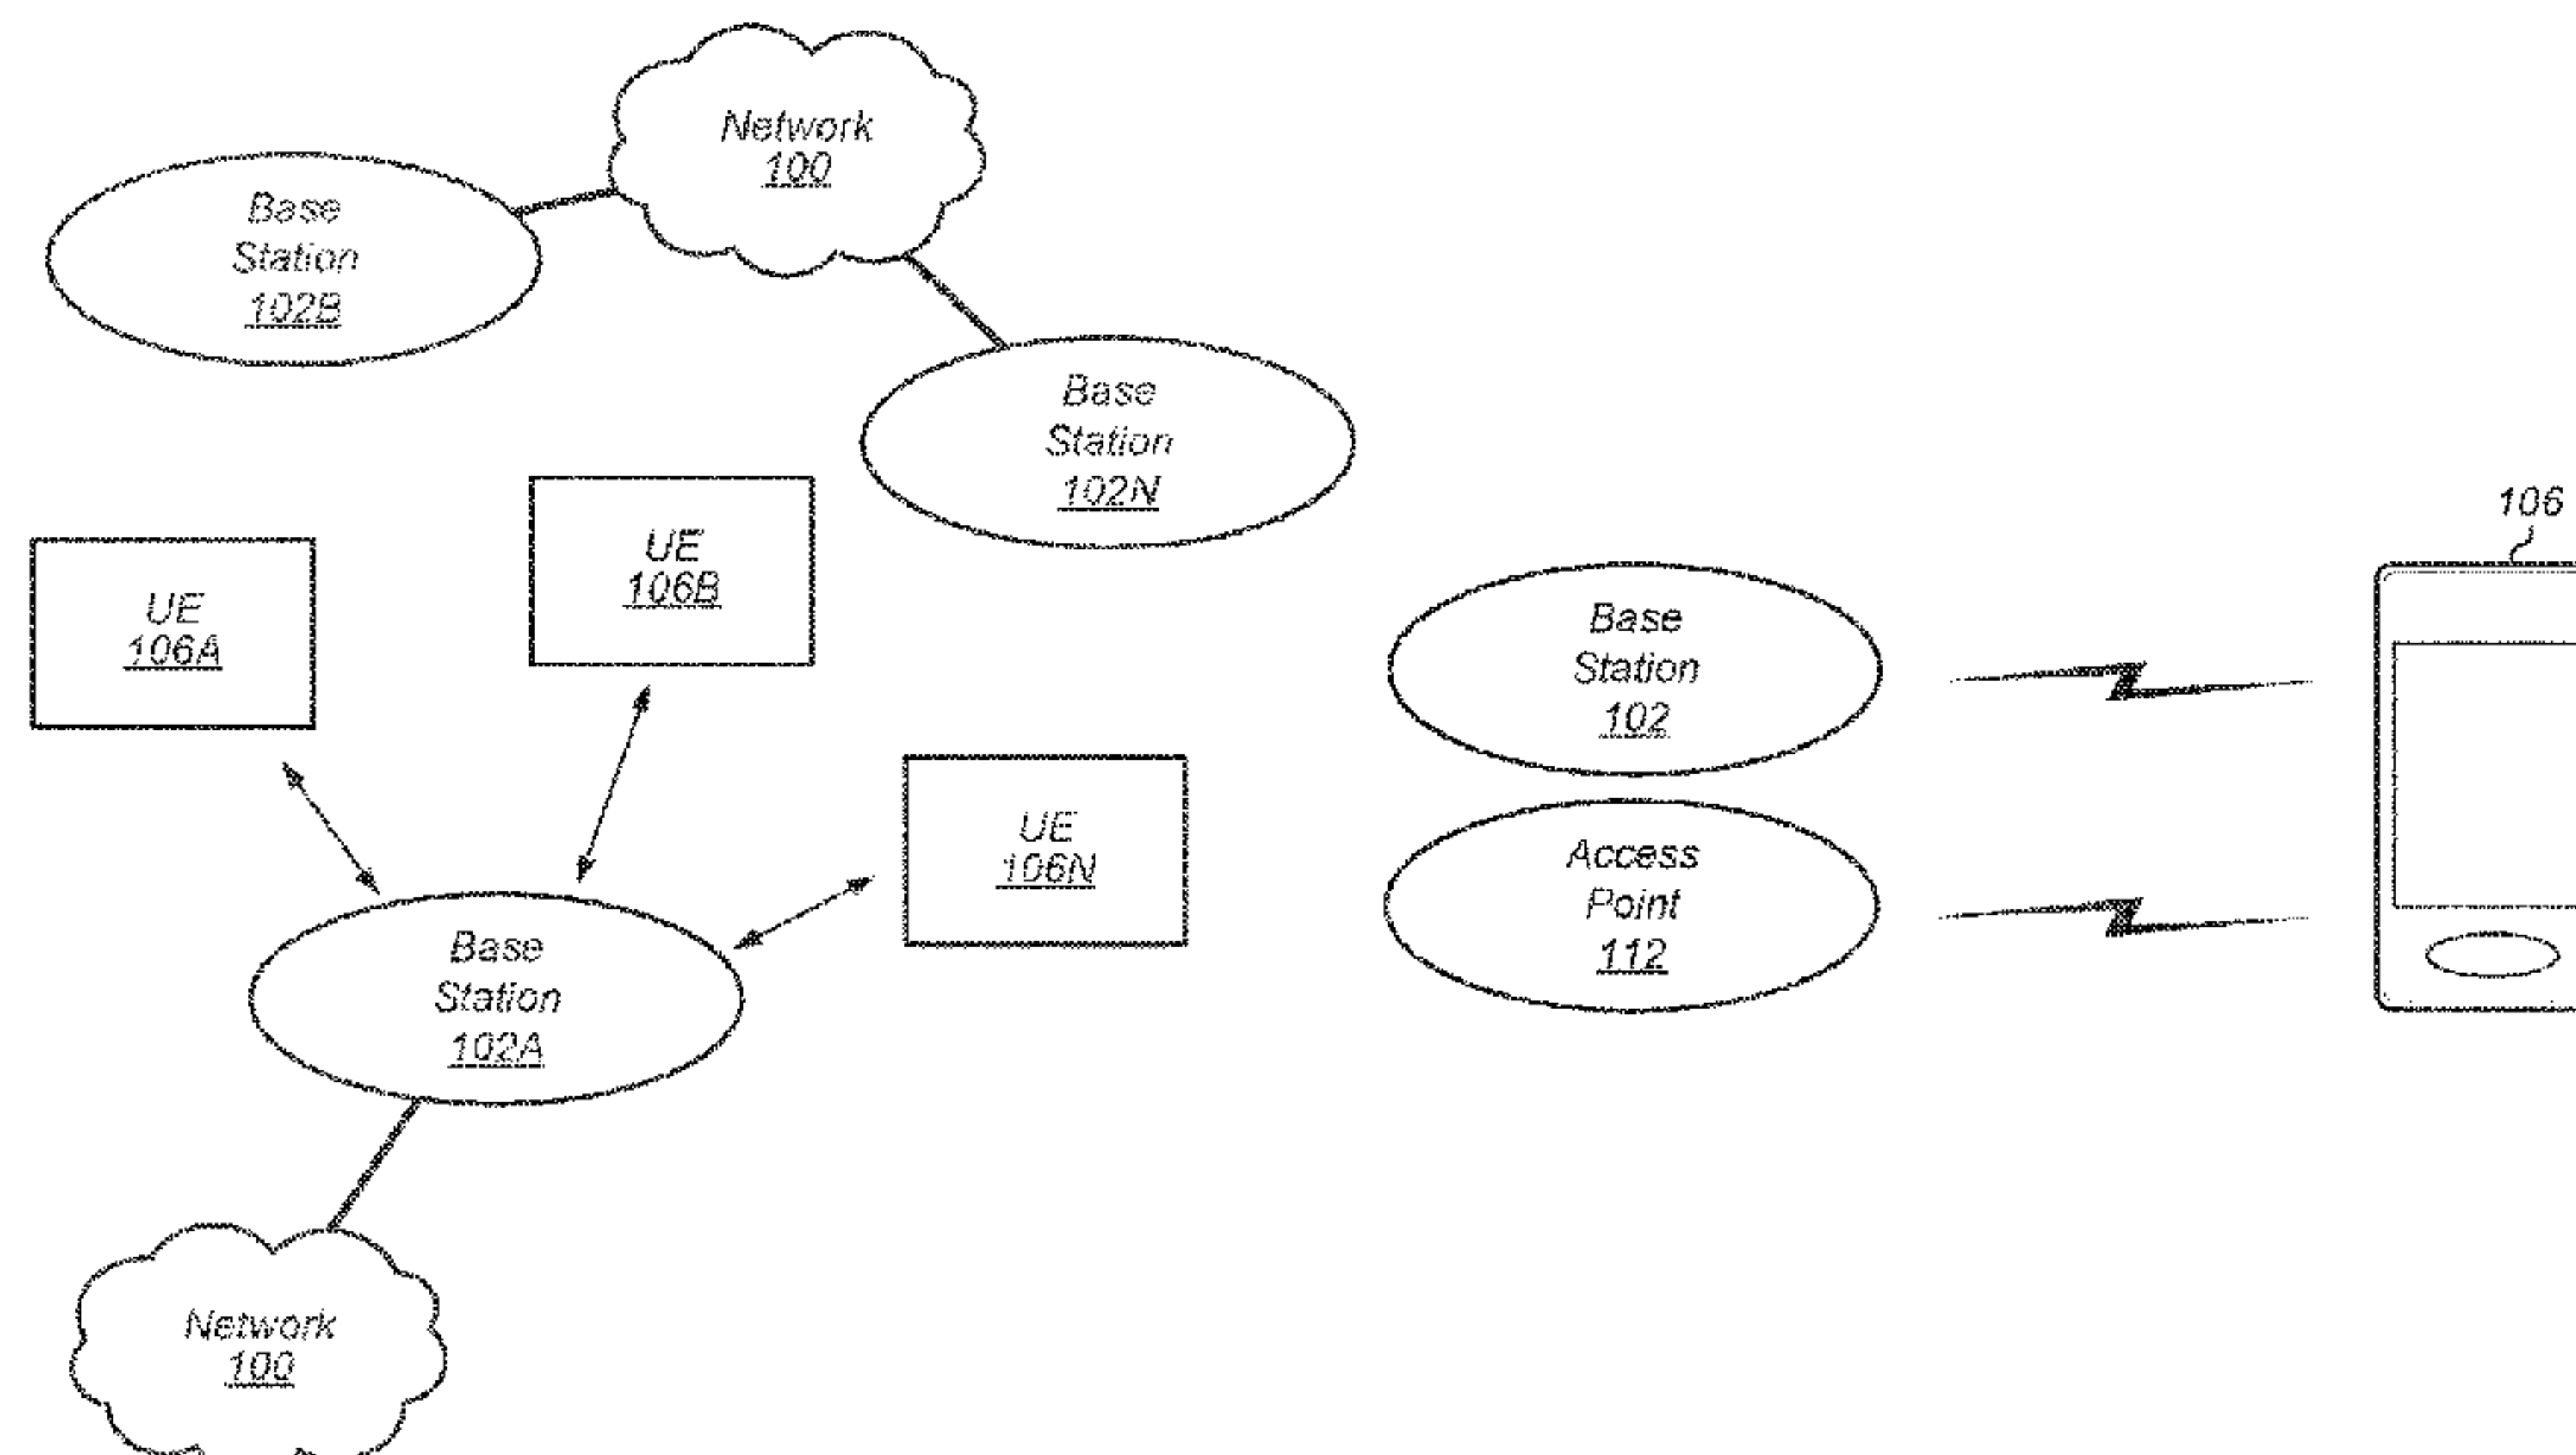 Network
100
Base
Station
102B
Base
Station
102N
UE
106A
UE
106B
UE
106N
Base
Station
102A
Network
100
Base
Station
102
Access
Point
112
106